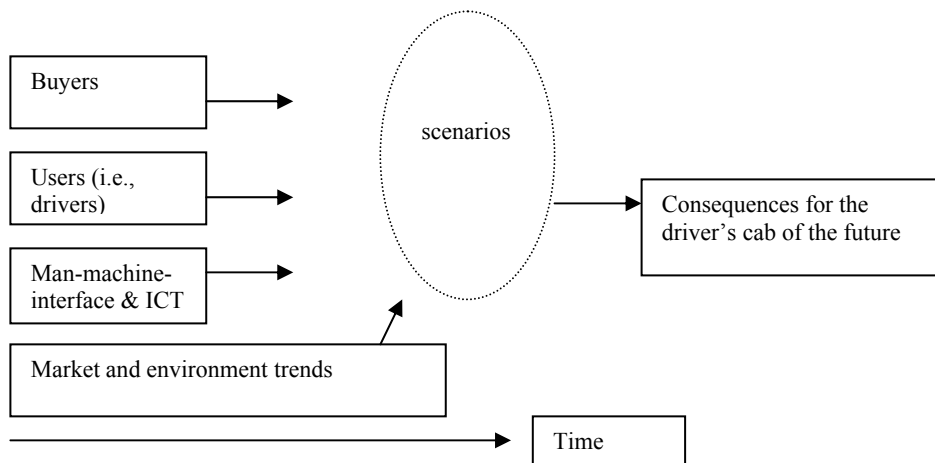 Buyers
scenarios
Users (i.e.,
drivers)
Consequences for the
driver's cab of the future
Man-machine-
interface & ICT
Market and environment trends
Time